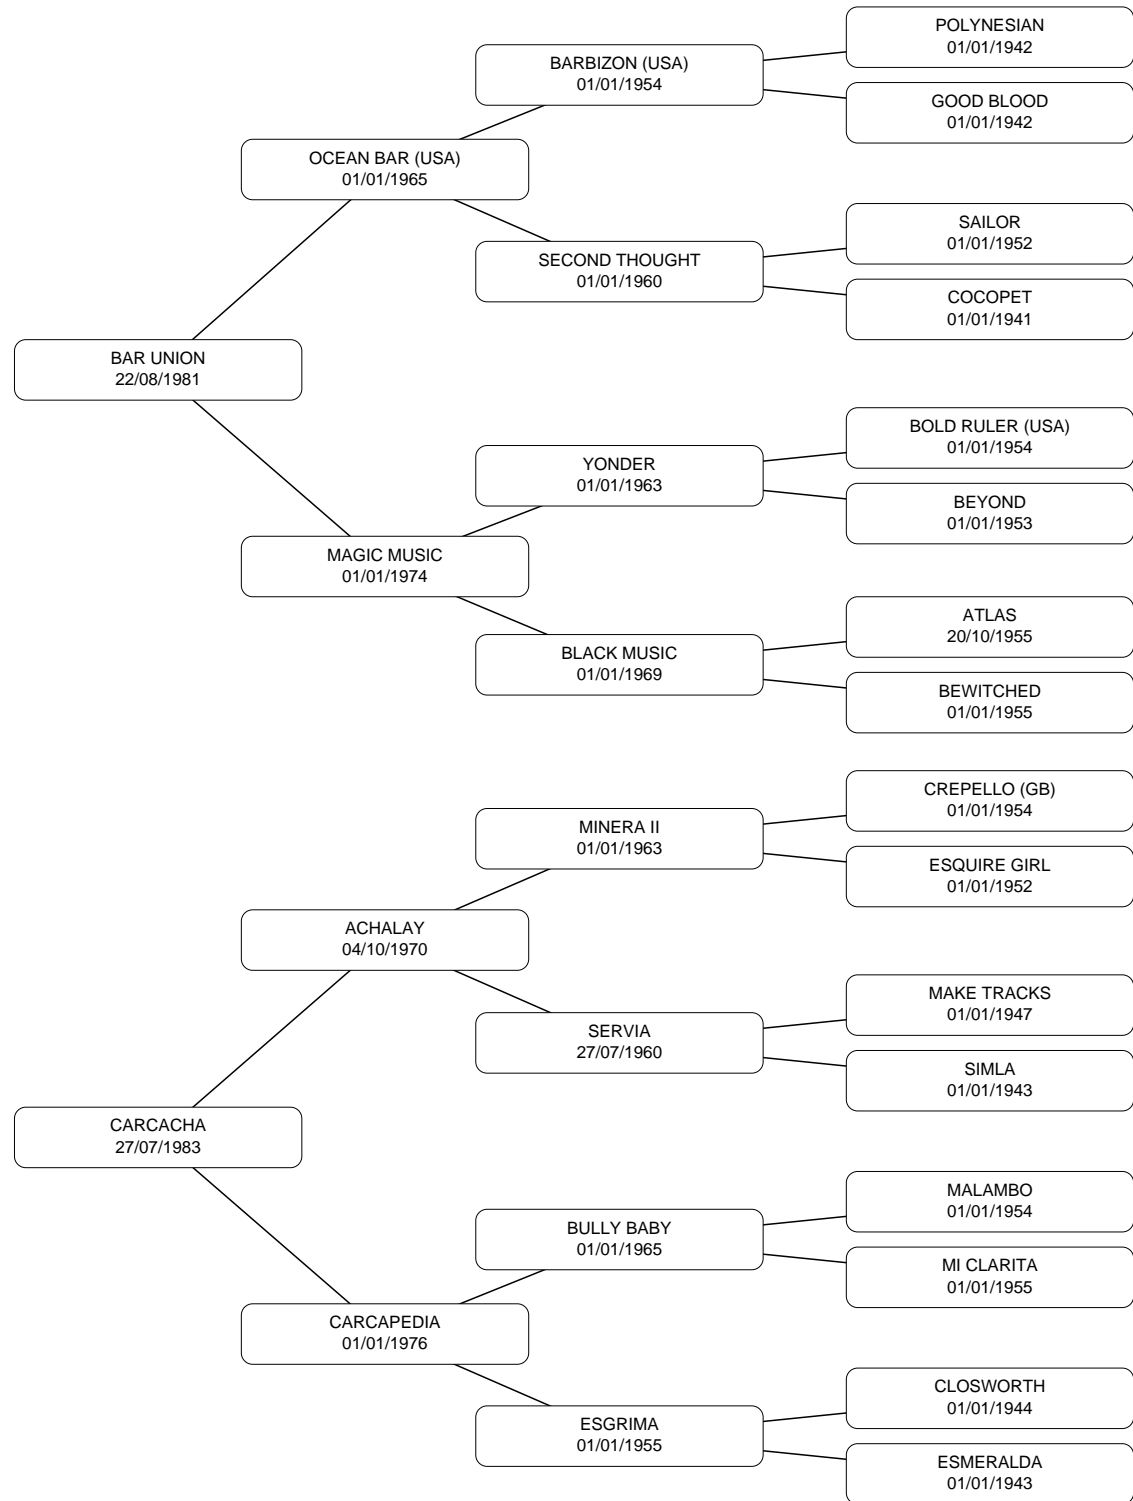 POLYNESIAN
01/01/1942
BARBIZON (USA)
01/01/1954
GOOD BLOOD
01/01/1942
OCEAN BAR (USA)
01/01/1965
SAILOR
01/01/1952
SECOND THOUGHT
01/01/1960
COCOPET
01/01/1941
BAR UNION
22/08/1981
BOLD RULER (USA)
01/01/1954
YONDER
01/01/1963
BEYOND
01/01/1953
MAGIC MUSIC
01/01/1974
ATLAS
20/10/1955
BLACK MUSIC
01/01/1969
BEWITCHED
01/01/1955
CREPELLO (GB)
01/01/1954
MINERA II
01/01/1963
ESQUIRE GIRL
01/01/1952
ACHALAY
04/10/1970
MAKE TRACKS
01/01/1947
SERVIA
27/07/1960
SIMLA
01/01/1943
CARCACHA
27/07/1983
MALAMBO
01/01/1954
BULLY BABY
01/01/1965
MI CLARITA
01/01/1955
CARCAPEDIA
01/01/1976
CLOSWORTH
01/01/1944
ESGRIMA
01/01/1955
ESMERALDA
01/01/1943